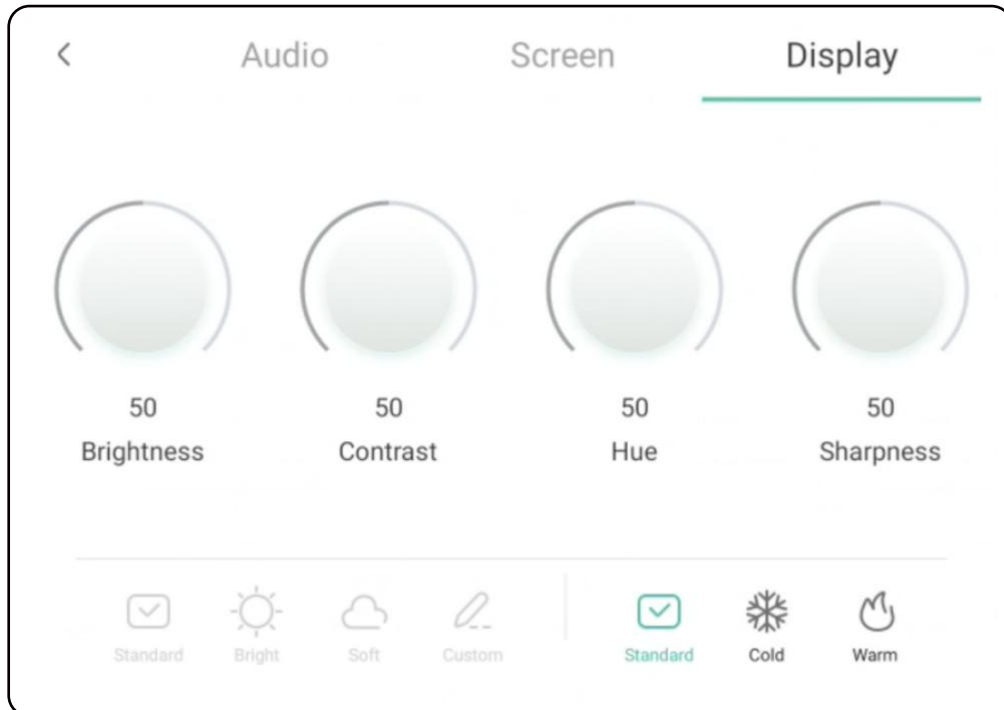 Audio Screen Display
50 50 50 50
Brightness Contrast Hue Sharpness
Standard Bright Soft Custom Standard Cold Warm